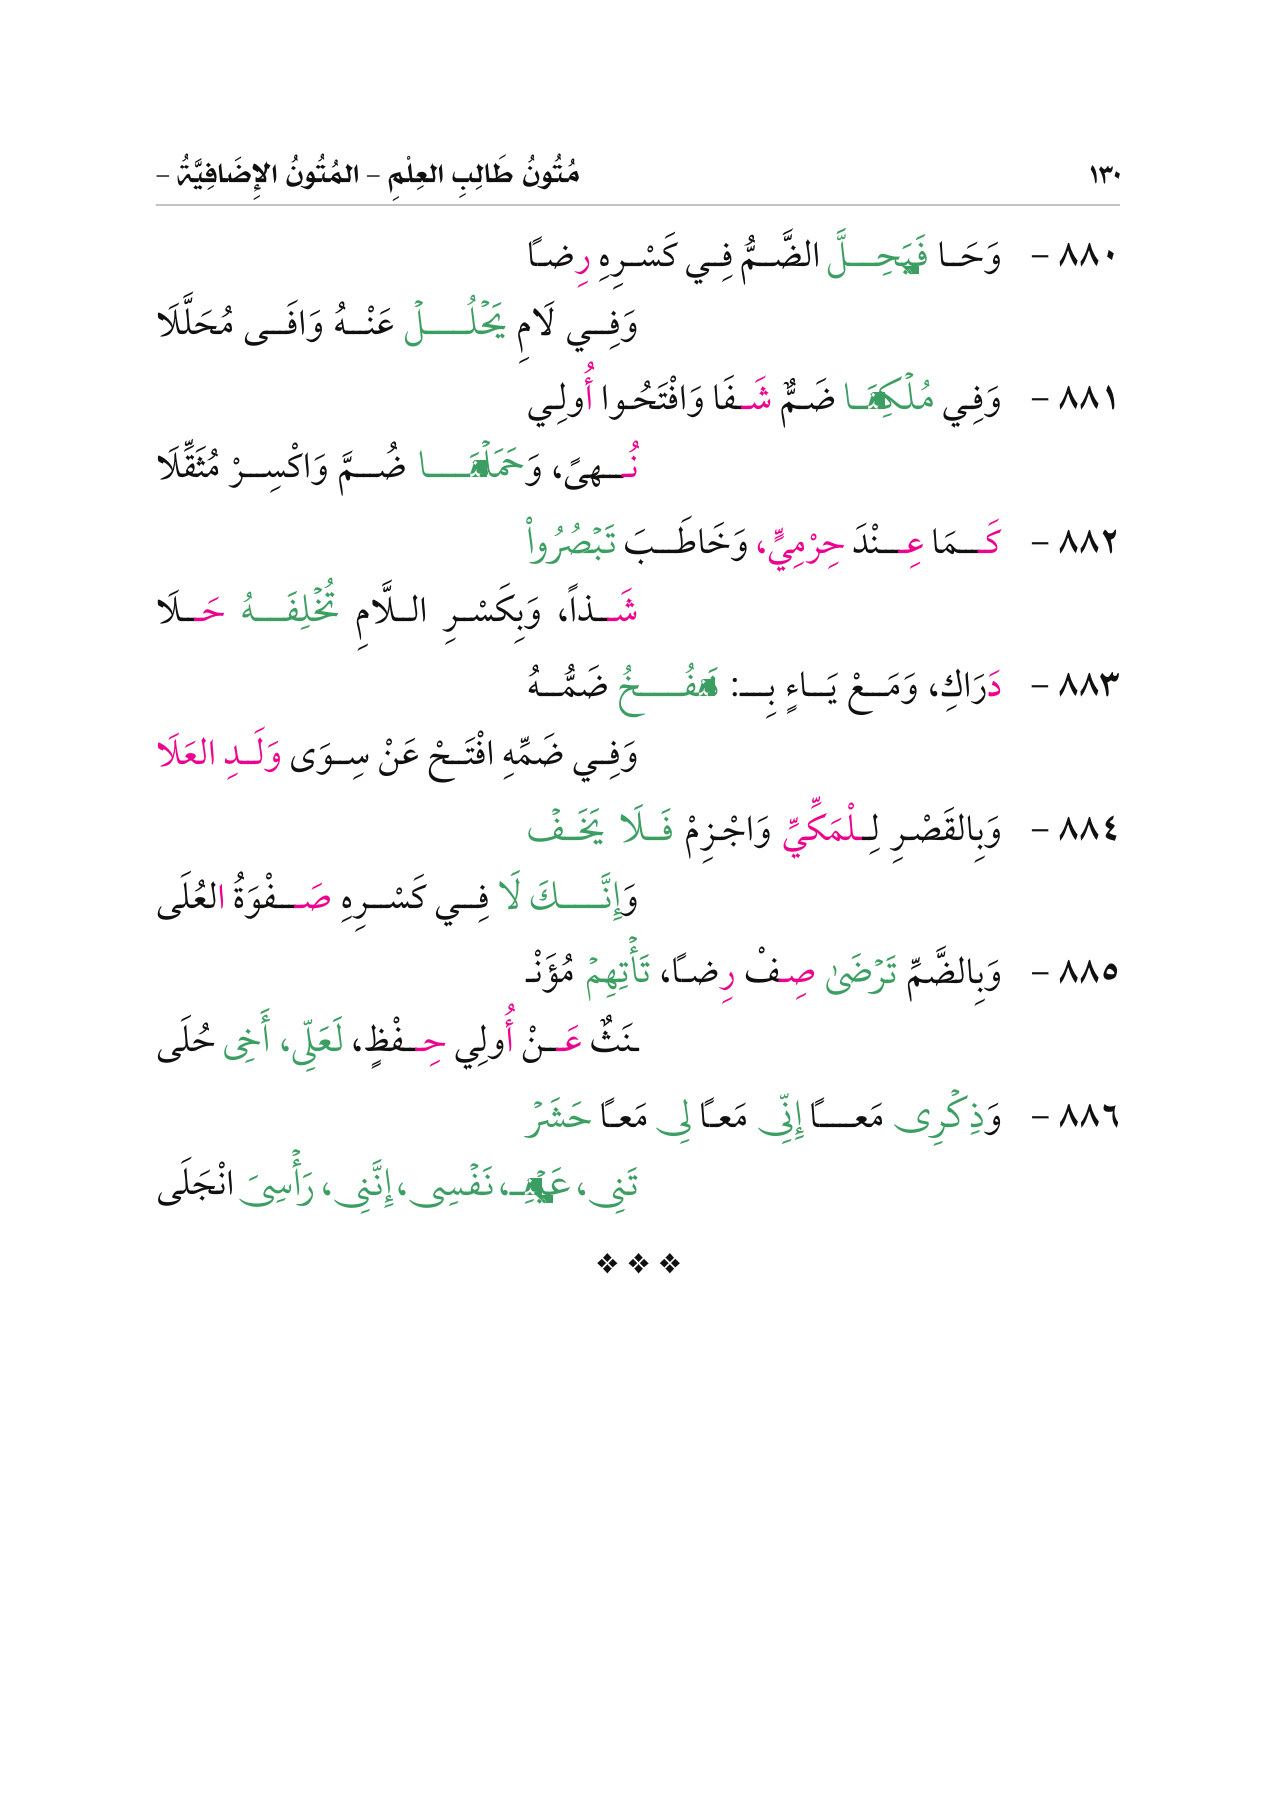 ١٣٠ مُتُونُ طَالِبِ العِلْمِ – المُتُونُ الإِضَافِيَّةُ –
٨٨٠ – وَحَا فَيَحِلَّ الضَّمُّ فِي كَسْرِهِ رِضًا
وَفِي لَامِ يَحْلُلْ عَنْهُ وَافَى مُحَلَّلَا
٨٨١ – وَفِي مُلْكِنَا ضَمٌّ شَفَا وَافْتَحُوا أُولِي
نُهىً، وَحَمَلْنَا ضُمَّ وَاكْسِرْ مُثَقِّلَا
٨٨٢ – كَمَا عِنْدَ حِرْمِيٍّ، وَخَاطَبَ تَبْصُرُواْ
شَذاً، وَبِكَسْرِ اللَّامِ تُخْلِفَهُ حَلَا
٨٨٣ – دَرَاكِ، وَمَعْ يَاءٍ بِـ: نَنفُخُ ضَمُّهُ
وَفِي ضَمِّهِ افْتَحْ عَنْ سِوَى وَلَدِ العَلَا
٨٨٤ – وَبِالقَصْرِ لِلْمَكِّيِّ وَاجْزِمْ فَلَا يَخَفْ
وَإِنَّكَ لَا فِي كَسْرِهِ صَفْوَةُ العُلَى
٨٨٥ – وَبِالضَّمِّ تَرْضَىٰ صِفْ رِضًا، تَأْتِهِمْ مُؤَنْـ
ـنَثٌ عَنْ أُولِي حِفْظٍ، لَعَلِّى، أَخِى حُلَى
٨٨٦ – وَذِكْرِى مَعًا إِنِّى مَعًا لِى مَعًا حَشَرْ
تَنِى، عَيْنِـ، نَفْسِى، إِنَّنِى، رَأْسِىَ انْجَلَى